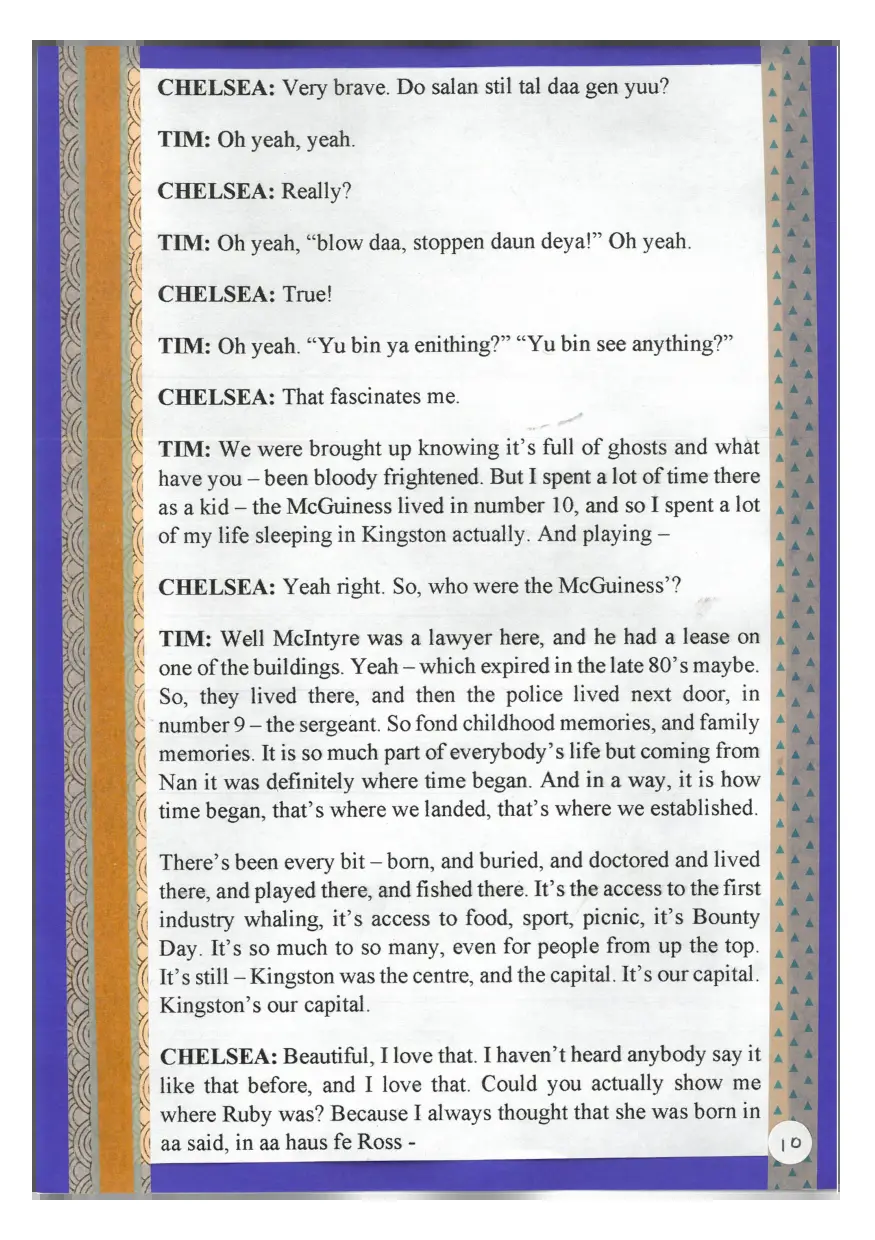 CHELSEA: Very brave. Do salan stil tal daa gen yuu?
TIM: Oh yeah, yeah.
CHELSEA: Really?
TIM: Oh yeah, “blow daa, stoppen daun deya!” Oh yeah.
CHELSEA: True!
TIM: Oh yeah. “Yu bin ya enithing?” “Yu bin see anything?”
CHELSEA: That fascinates me.
TIM: We were brought up knowing it’s full of ghosts and what
have you – been bloody frightened. But I spent a lot of time there
as a kid – the McGuiness lived in number 10, and so I spent a lot
of my life sleeping in Kingston actually. And playing –
CHELSEA: Yeah right. So, who were the McGuiness’?
TIM: Well McIntyre was a lawyer here, and he had a lease on
one of the buildings. Yeah – which expired in the late 80’s maybe.
So, they lived there, and then the police lived next door, in
number 9 – the sergeant. So fond childhood memories, and family
memories. It is so much part of everybody’s life but coming from
Nan it was definitely where time began. And in a way, it is how
time began, that’s where we landed, that’s where we established.
There’s been every bit – born, and buried, and doctored and lived
there, and played there, and fished there. It’s the access to the first
industry whaling, it’s access to food, sport, picnic, it’s Bounty
Day. It’s so much to so many, even for people from up the top.
It’s still – Kingston was the centre, and the capital. It’s our capital.
Kingston’s our capital.
CHELSEA: Beautiful, I love that. I haven’t heard anybody say it
like that before, and I love that. Could you actually show me
where Ruby was? Because I always thought that she was born in
aa said, in aa haus fe Ross -
10